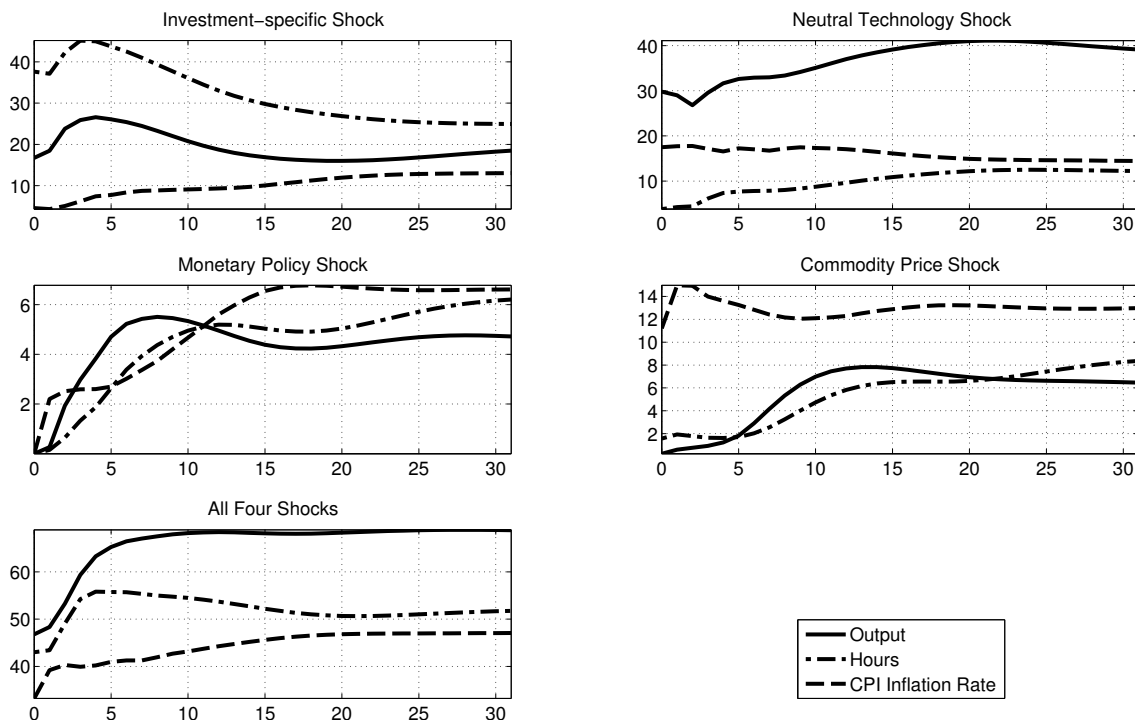 Investment−specific Shock
40
30
20
10
0 5 10 15 20 25 30
Neutral Technology Shock
40
30
20
10
0 5 10 15 20 25 30
Monetary Policy Shock
6
4
2
0 5 10 15 20 25 30
Commodity Price Shock
14
12
10
8
6
4
2
0 5 10 15 20 25 30
All Four Shocks
60
50
40
0 5 10 15 20 25 30
Output
Hours
CPI Inflation Rate